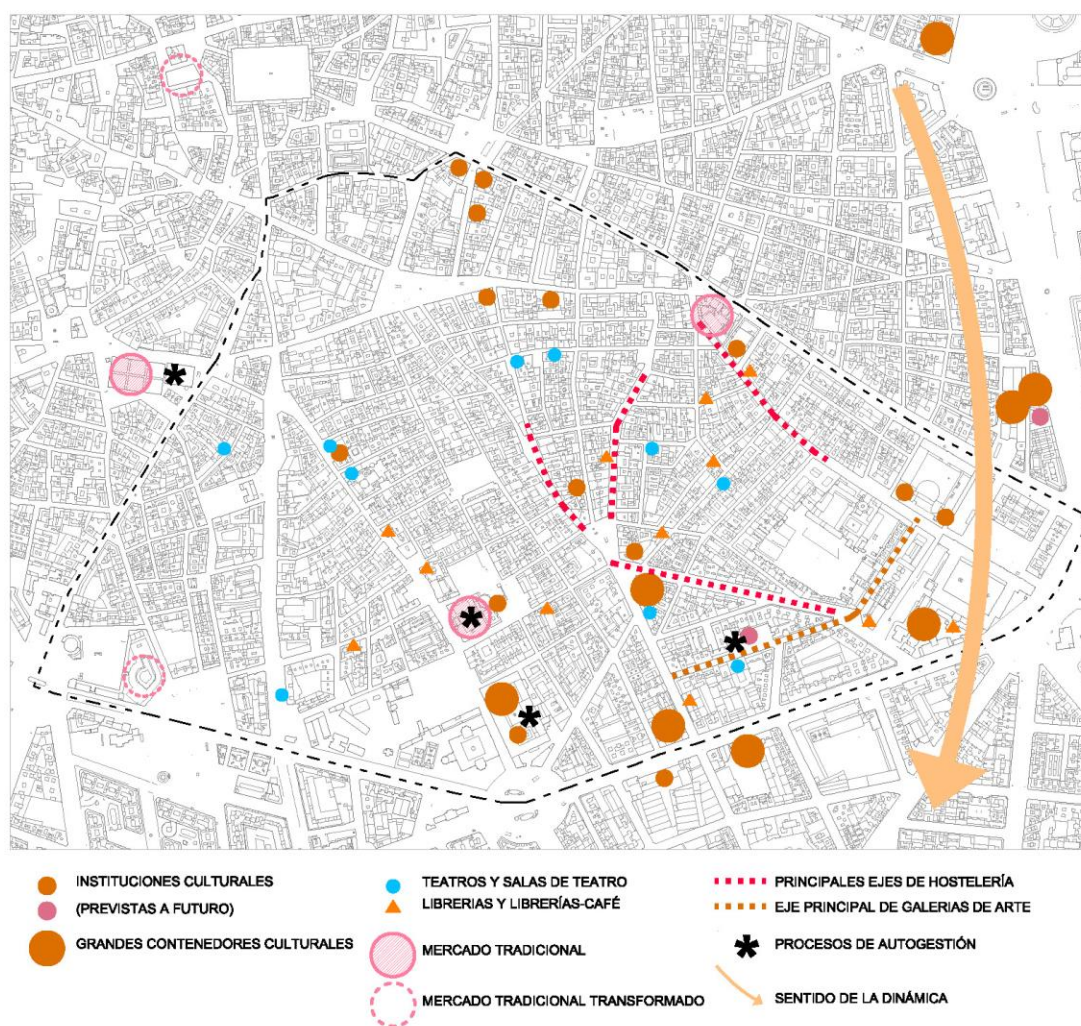 INSTITUCIONES CULTURALES
(PREVISTAS A FUTURO)
GRANDES CONTENEDORES CULTURALES
TEATROS Y SALAS DE TEATRO
LIBRERIAS Y LIBRERÍAS-CAFÉ
MERCADO TRADICIONAL
MERCADO TRADICIONAL TRANSFORMADO
PRINCIPALES EJES DE HOSTELERÍA
EJE PRINCIPAL DE GALERIAS DE ARTE
PROCESOS DE AUTOGESTIÓN
SENTIDO DE LA DINÁMICA